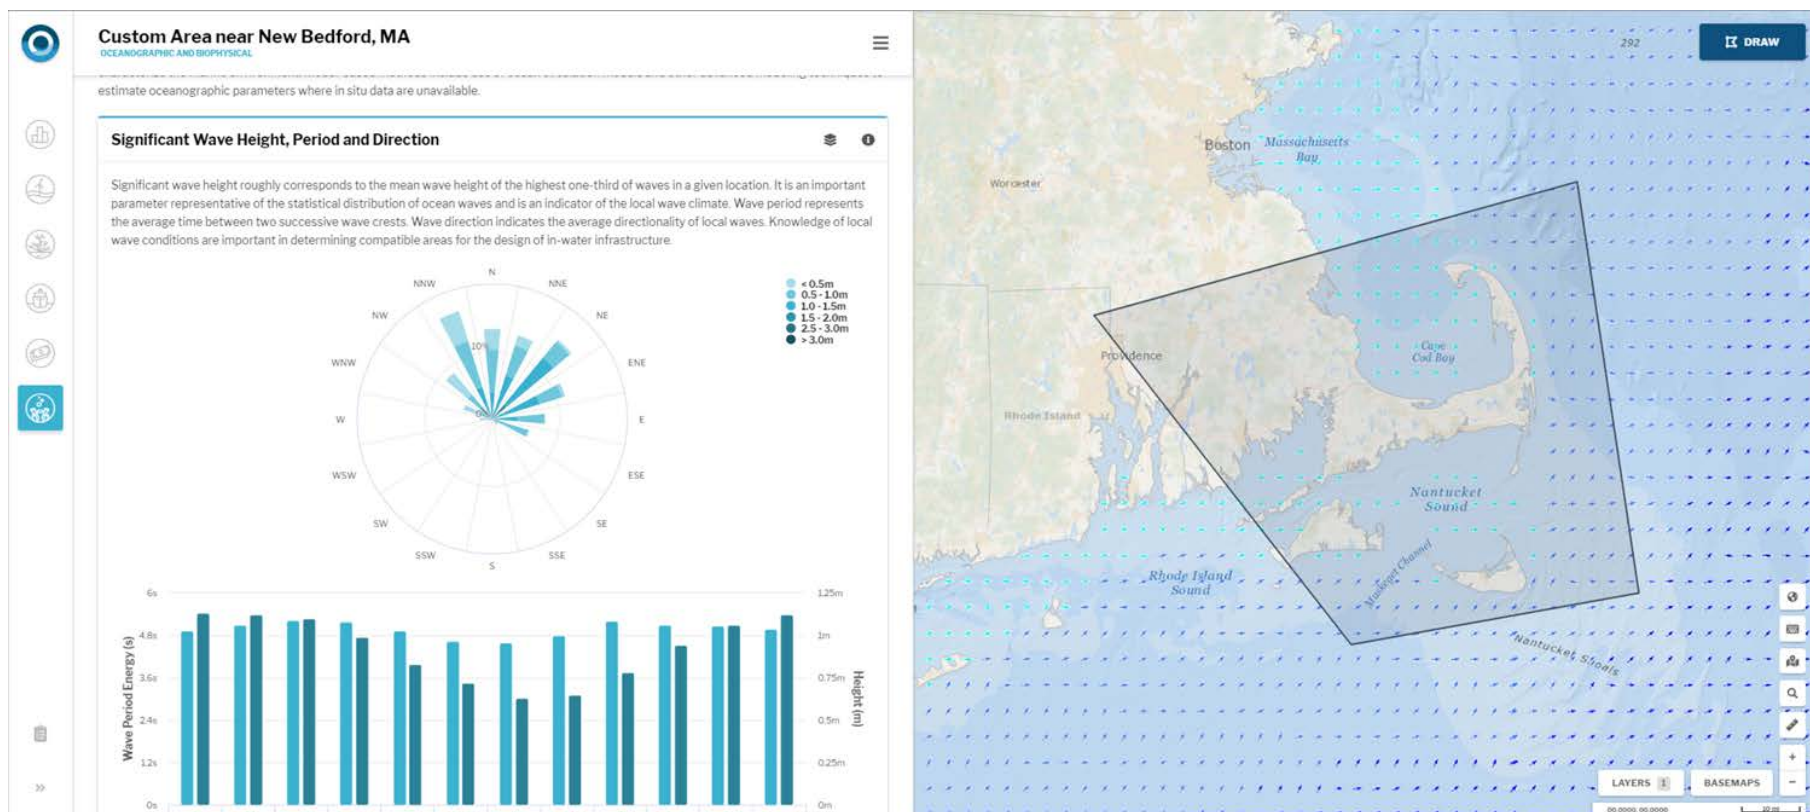 Custom Area near New Bedford, MA
OCEANOGRAPHIC AND BIOPHYSICAL
estimate oceanographic parameters where in situ data are unavailable.
Significant Wave Height, Period and Direction
Significant wave height roughly corresponds to the mean wave height of the highest one-third of waves in a given location. It is an important
parameter representative of the statistical distribution of ocean waves and is an indicator of the local wave climate. Wave period represents
the average time between two successive wave crests. Wave direction indicates the average directionality of local waves. Knowledge of local
wave conditions are important in determining compatible areas for the design of in-water infrastructure.
N
NNE
NE
ENE
E
ESE
SE
SSE
S
SSW
SW
WSW
W
WNW
NW
NNW
10%
0%
< 0.5m
0.5 - 1.0m
1.0 - 1.5m
1.5 - 2.0m
2.5 - 3.0m
> 3.0m
Wave Period Energy (s)
6s
4.8s
3.6s
2.4s
1.2s
0s
Height (m)
1.25m
1m
0.75m
0.5m
0.25m
0m
292
DRAW
Boston
Massachusetts
Bay
Worcester
Providence
Cape
Cod Bay
Rhode Island
Nantucket
Sound
Muskeget Channel
Rhode Island
Sound
Nantucket Shoals
LAYERS 1
BASEMAPS
00.0000, 00.0000